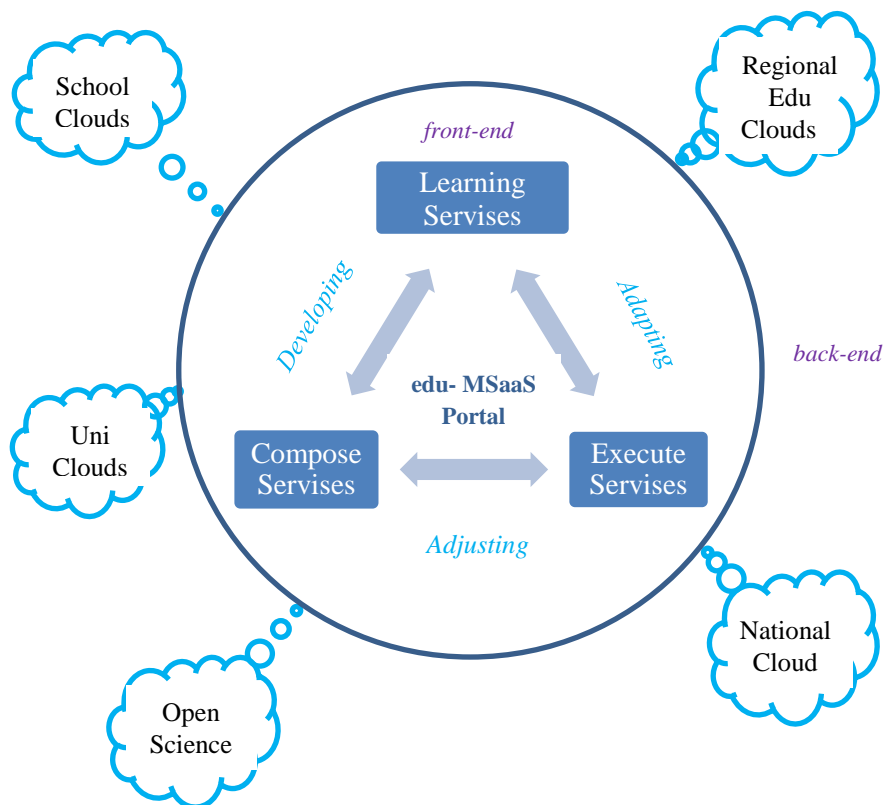 School
Clouds
Regional
Edu
Clouds
front-end
Learning
Servises
Developing
Adapting
back-end
edu- MSaaS
Portal
Uni
Clouds
Compose
Servises
Execute
Servises
Adjusting
National
Cloud
Open
Science